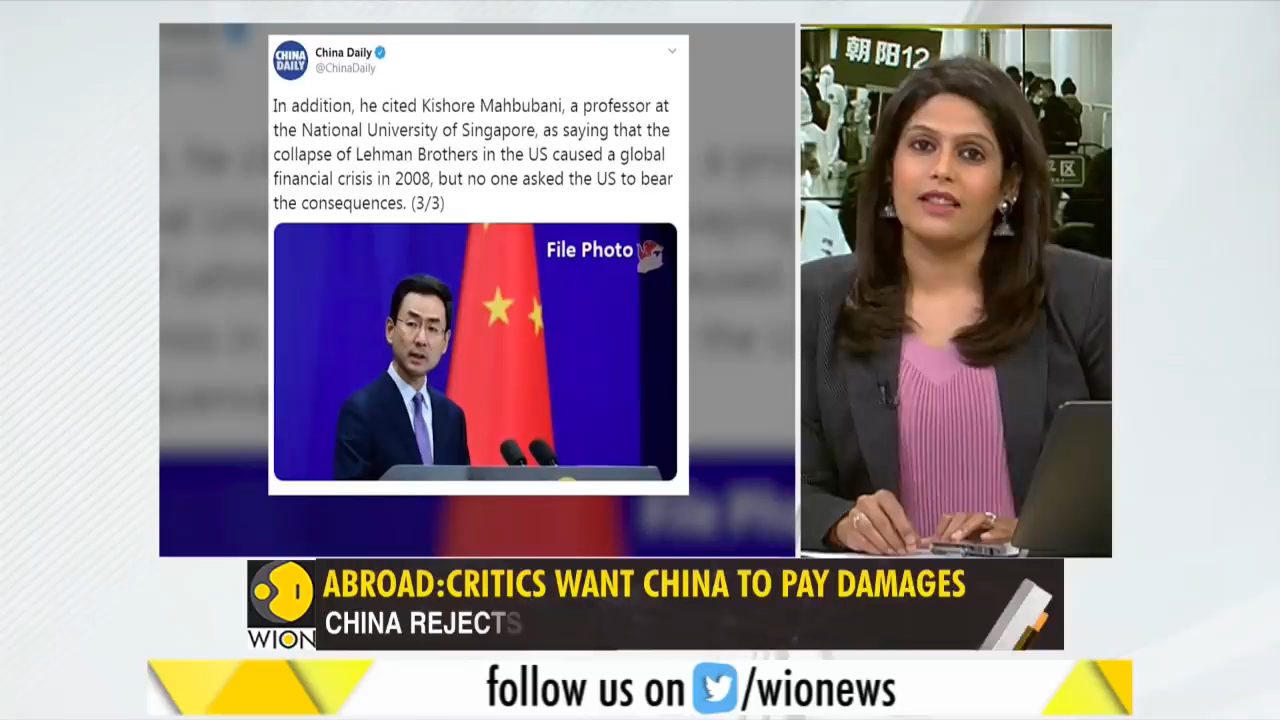 CHINA
DAILY
China Daily
@ChinaDaily
In addition, he cited Kishore Mahbubani, a professor at
the National University of Singapore, as saying that the
collapse of Lehman Brothers in the US caused a global
financial crisis in 2008, but no one asked the US to bear
the consequences. (3/3)
File Photo
朝阳12
区
ABROAD:CRITICS WANT CHINA TO PAY DAMAGES
CHINA REJECTS
WION
follow us on /wionews